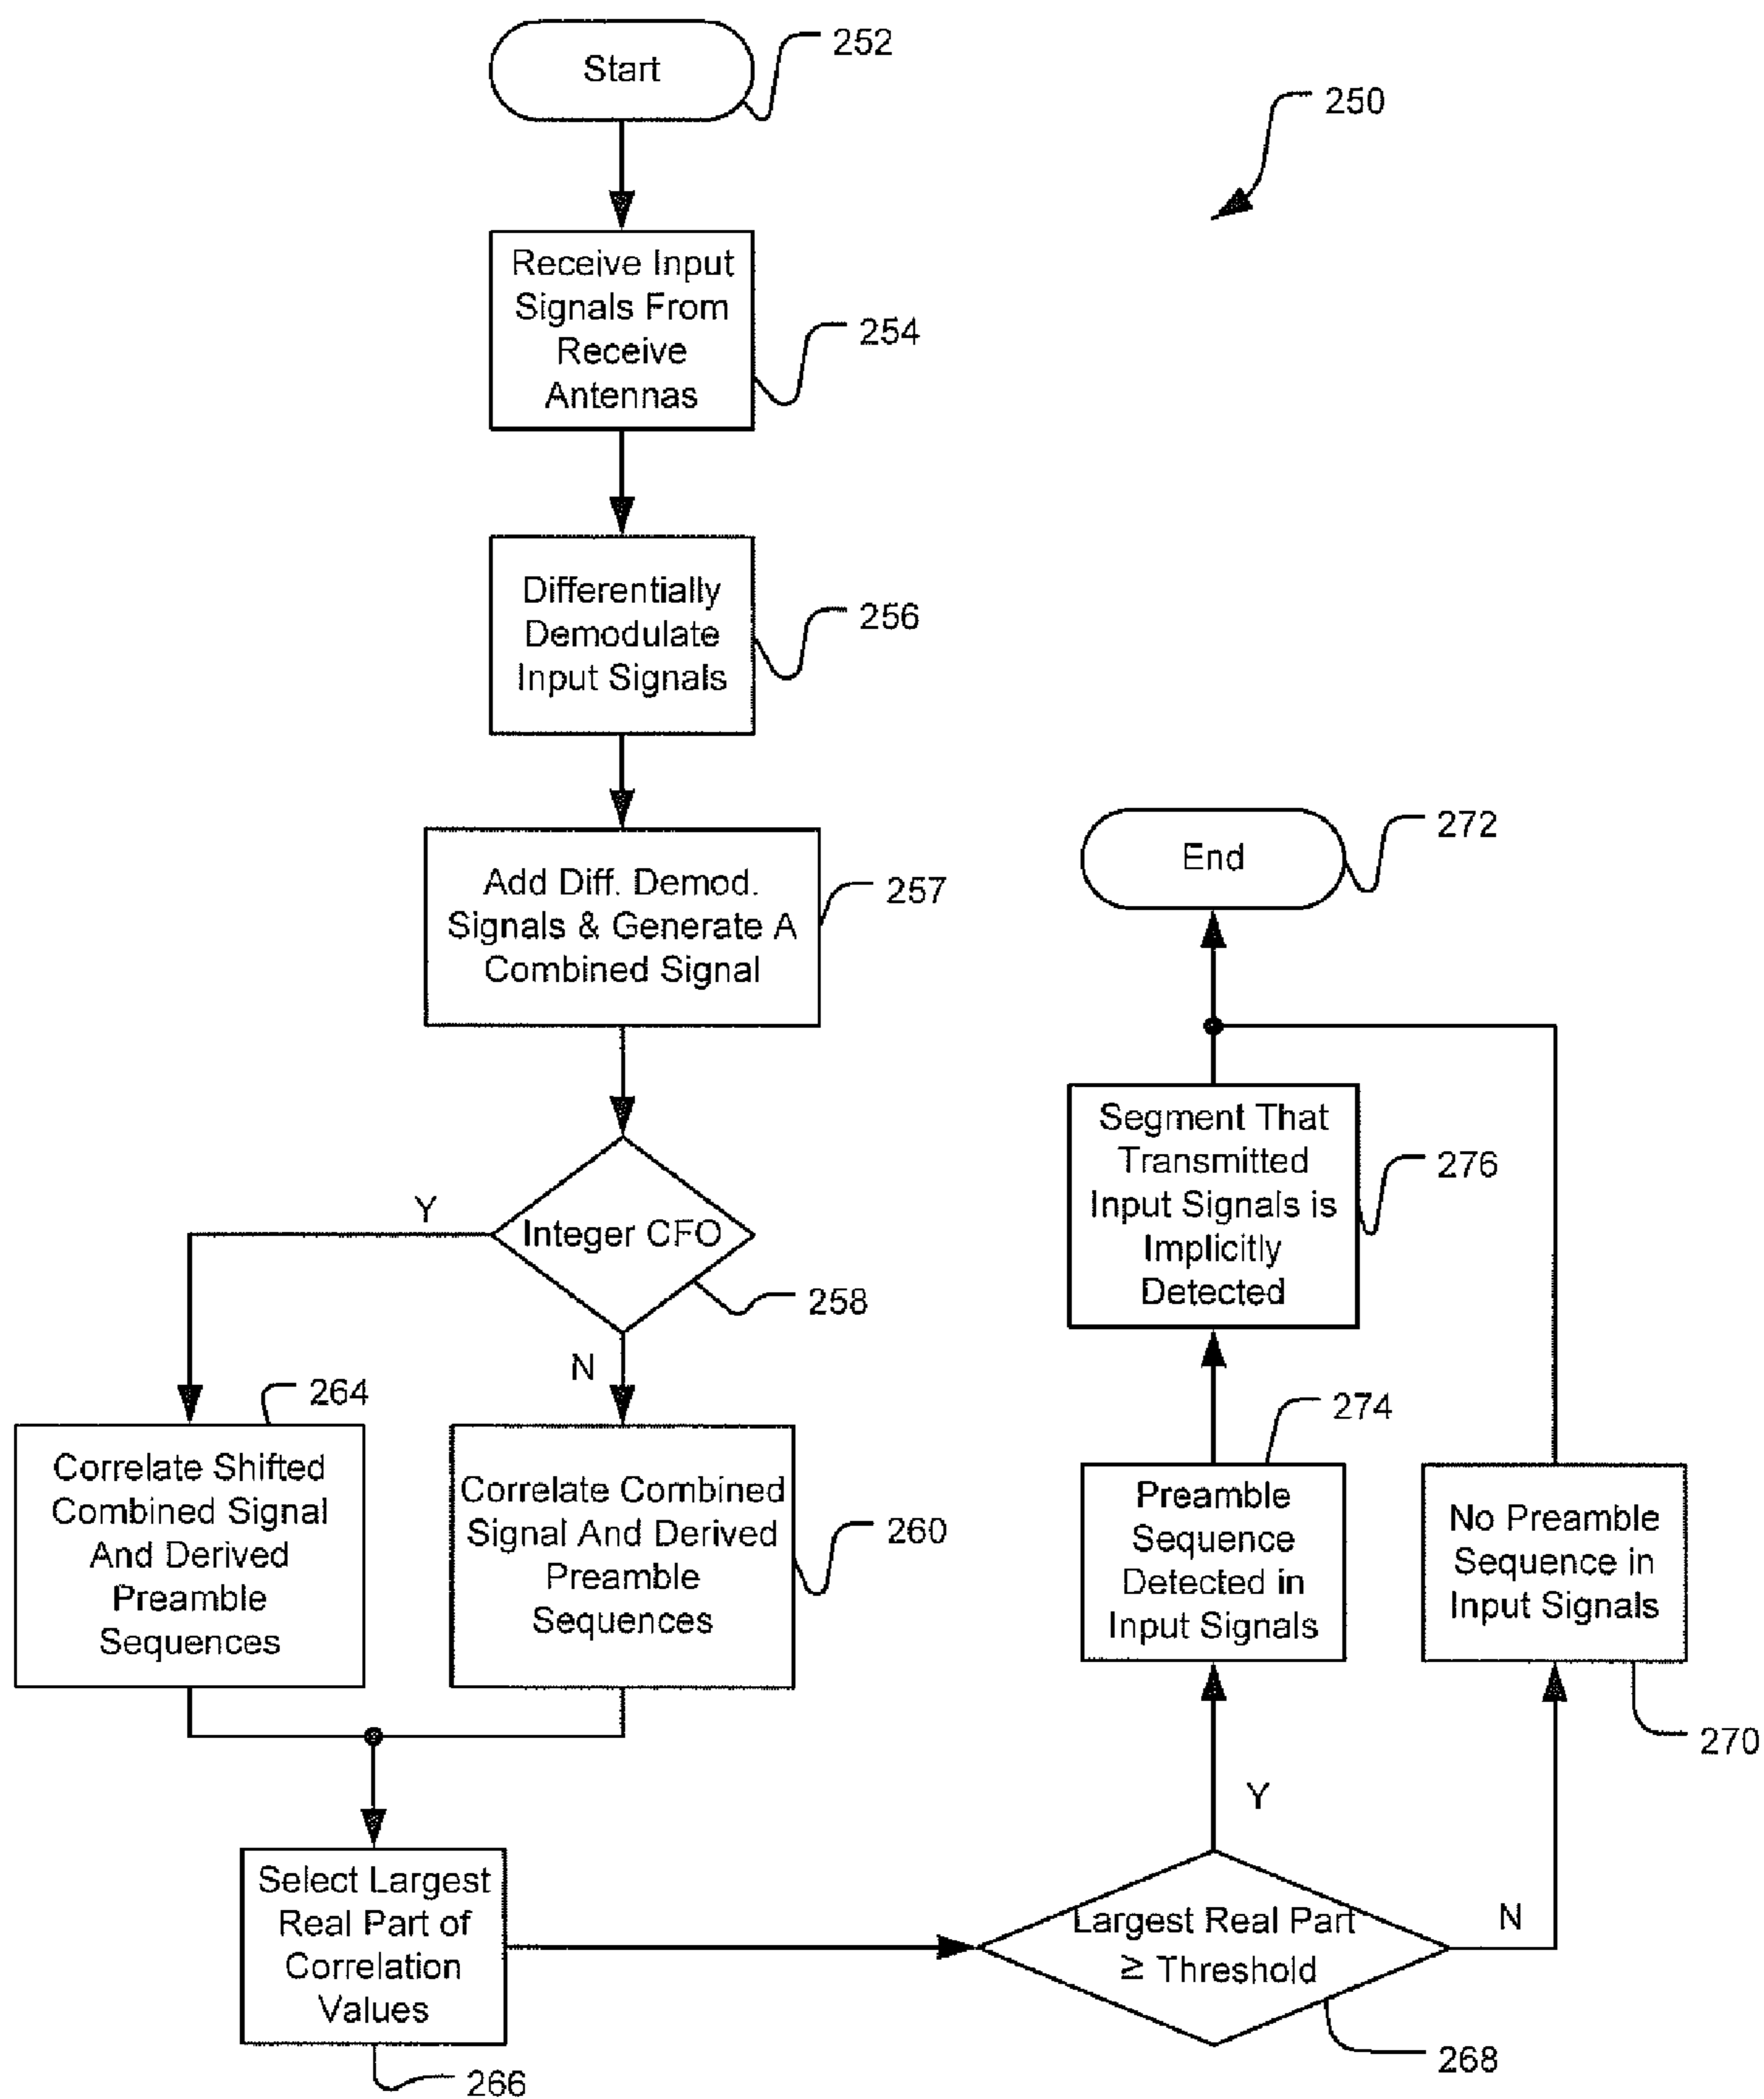 Start
252
250
Receive Input
Signals From
Receive
Antennas
254
Differentially
Demodulate
Input Signals
256
Add Diff. Demod.
Signals & Generate A
Combined Signal
257
End
272
Integer CFO
Y
N
258
Segment That
Transmitted
Input Signals is
Implicitly
Detected
276
264
Correlate Shifted
Combined Signal
And Derived
Preamble
Sequences
Correlate Combined
Signal And Derived
Preamble
Sequences
260
274
Preamble
Sequence
Detected in
Input Signals
No Preamble
Sequence in
Input Signals
270
Select Largest
Real Part of
Correlation
Values
266
Y
Largest Real Part
≥ Threshold
N
268